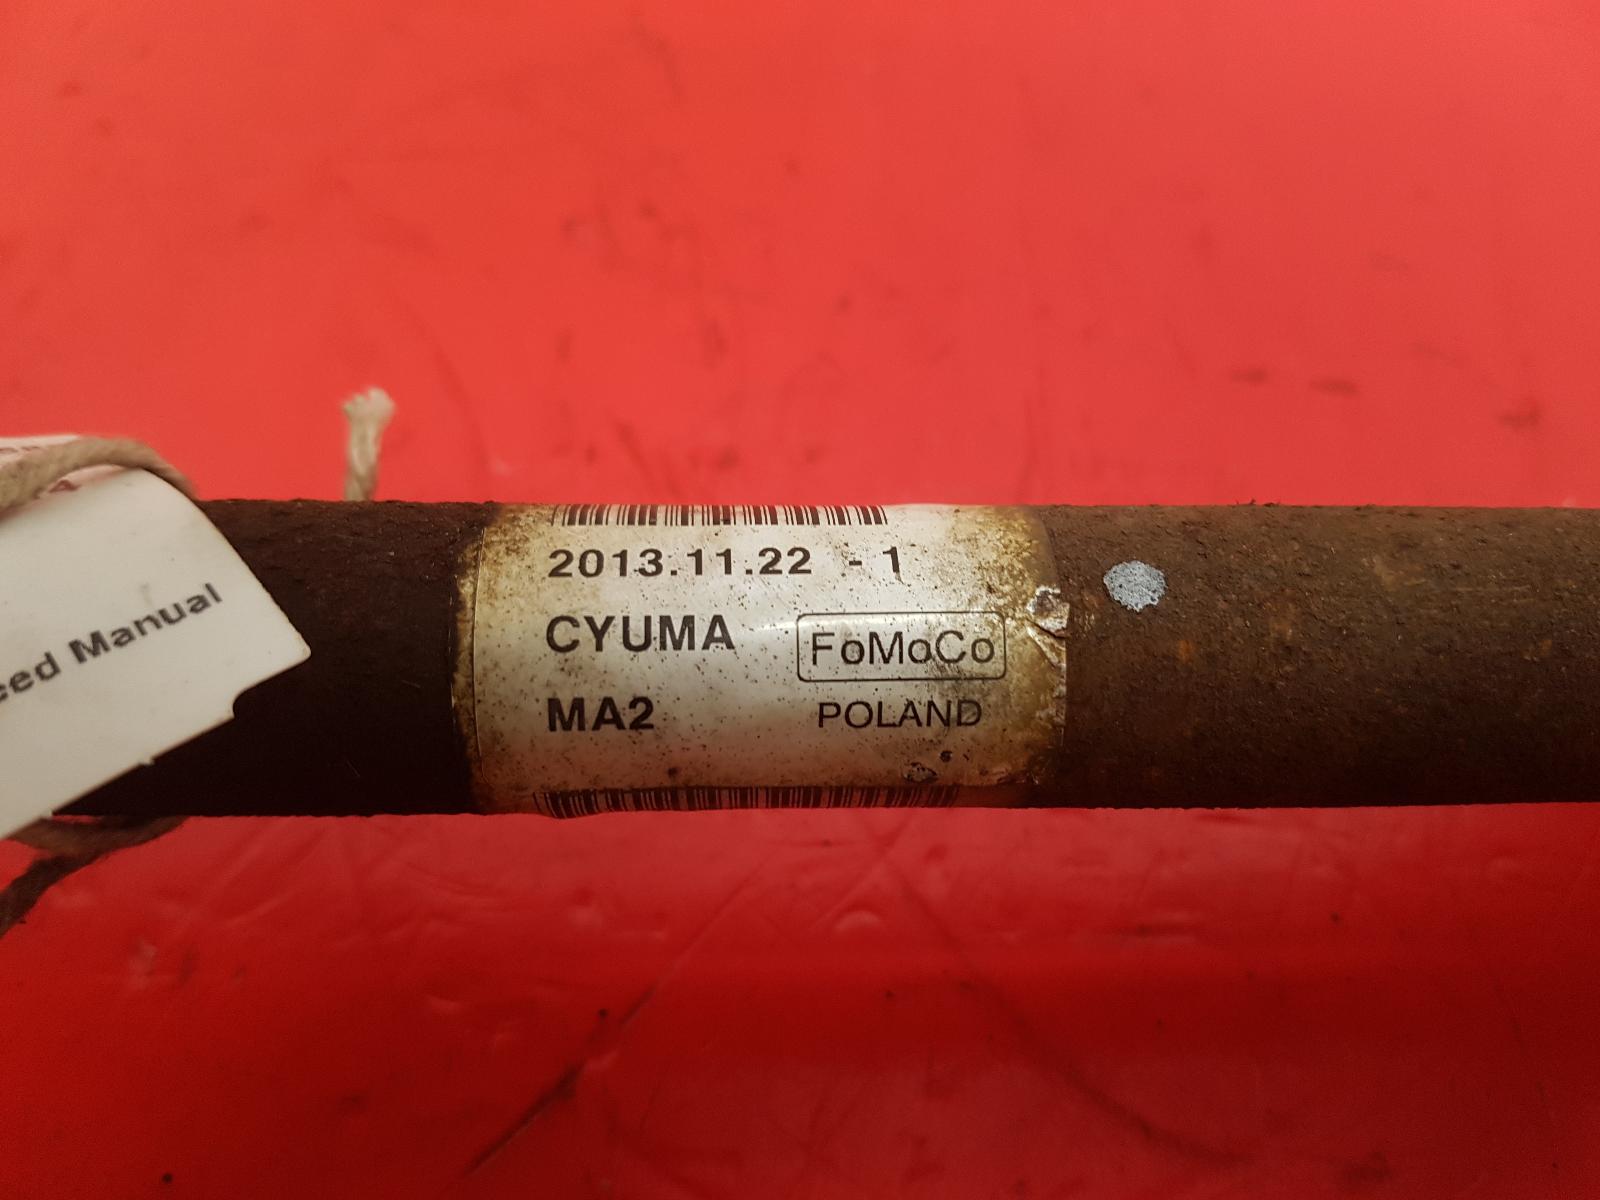 2013.11.22 - 1
CYUMA
FoMoCo
MA2
POLAND
eed Manual